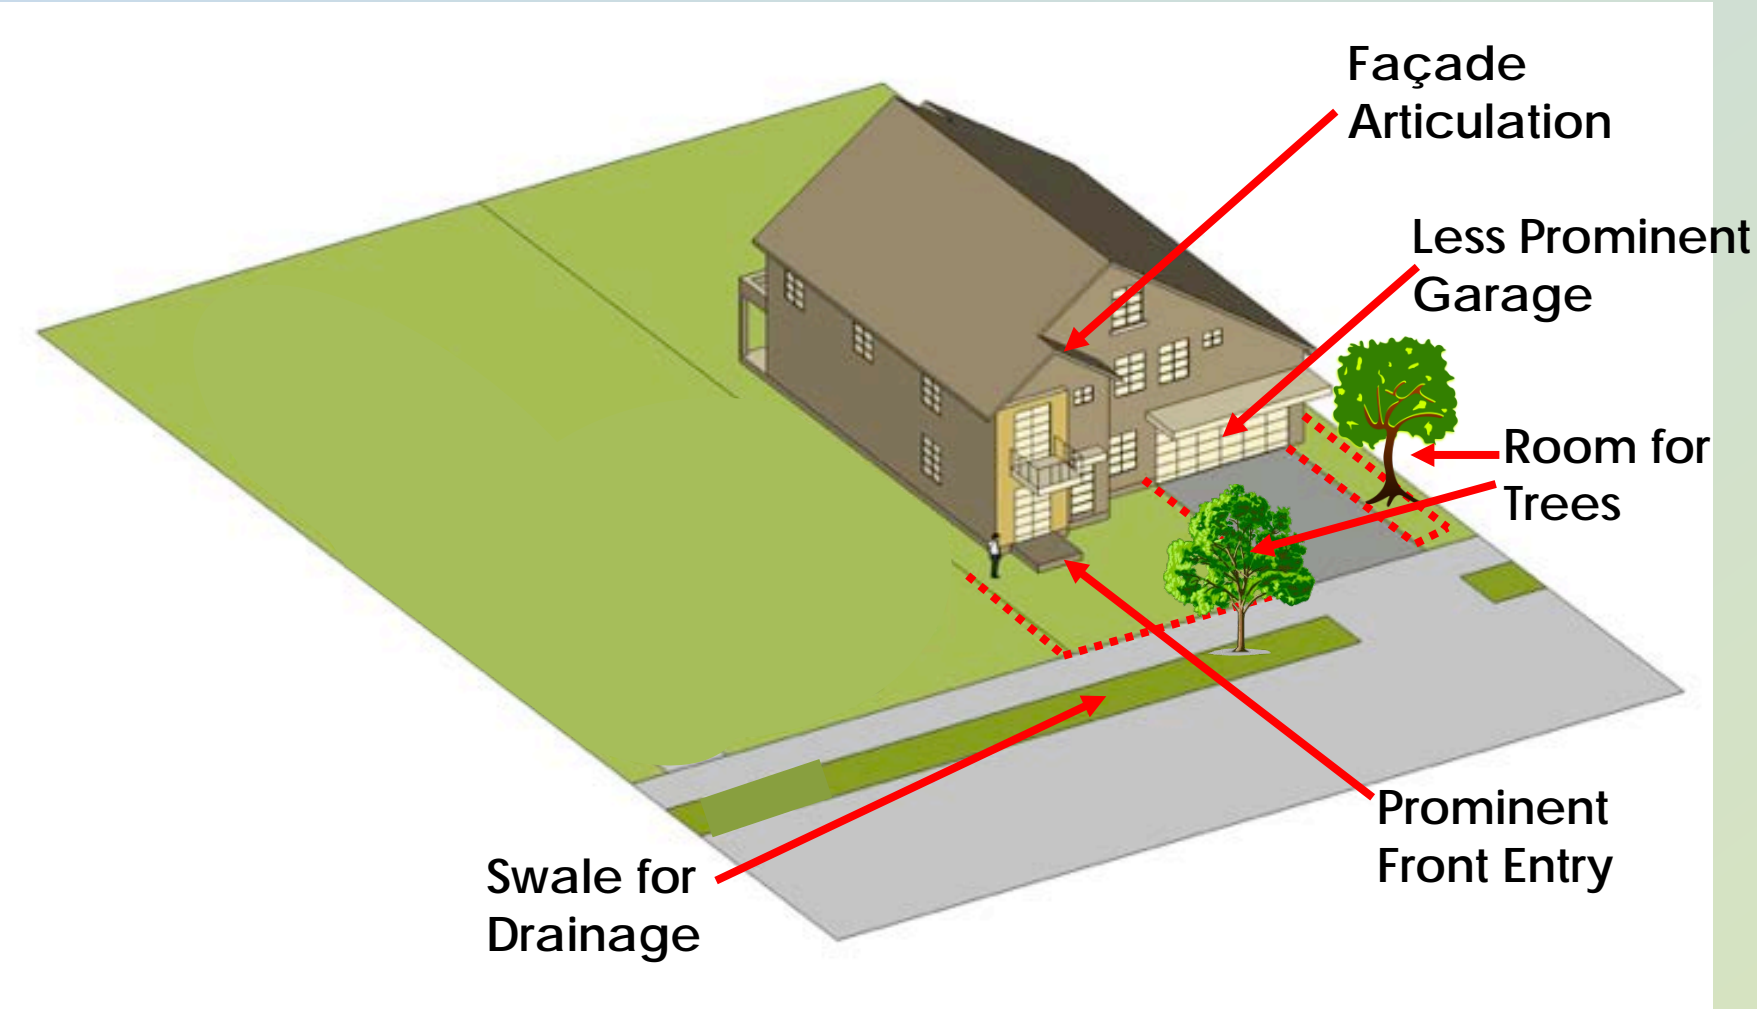 Façade
Articulation
Less Prominent
Garage
Room for
Trees
Prominent
Front Entry
Swale for
Drainage